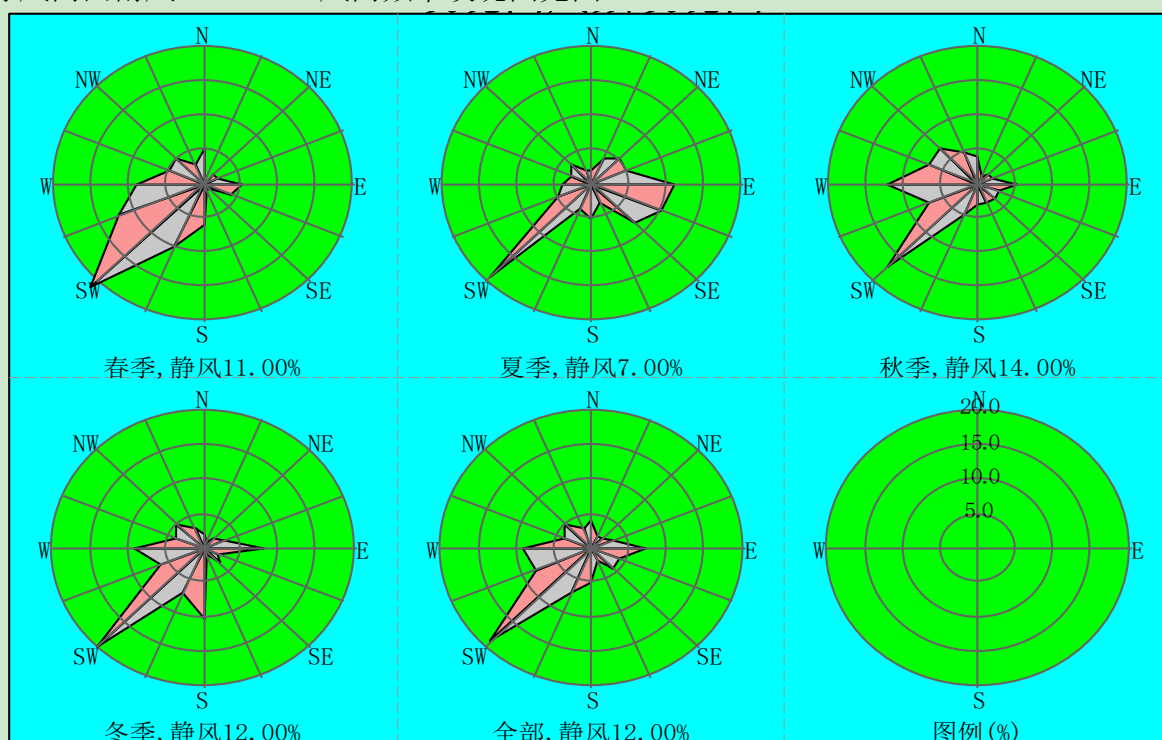 N N N
NW NE NW NE NW NE
W E W E W E
SW SE SW SE SW SE
S S S
春季,静风11.00% 夏季,静风7.00% 秋季,静风14.00%
N N N
20.0
NW NE NW NE 15.0
10.0
5.0
W E W E W E
SW SE SW SE
S S S
冬季,静风12.00% 全部,静风12.00% 图例(%)